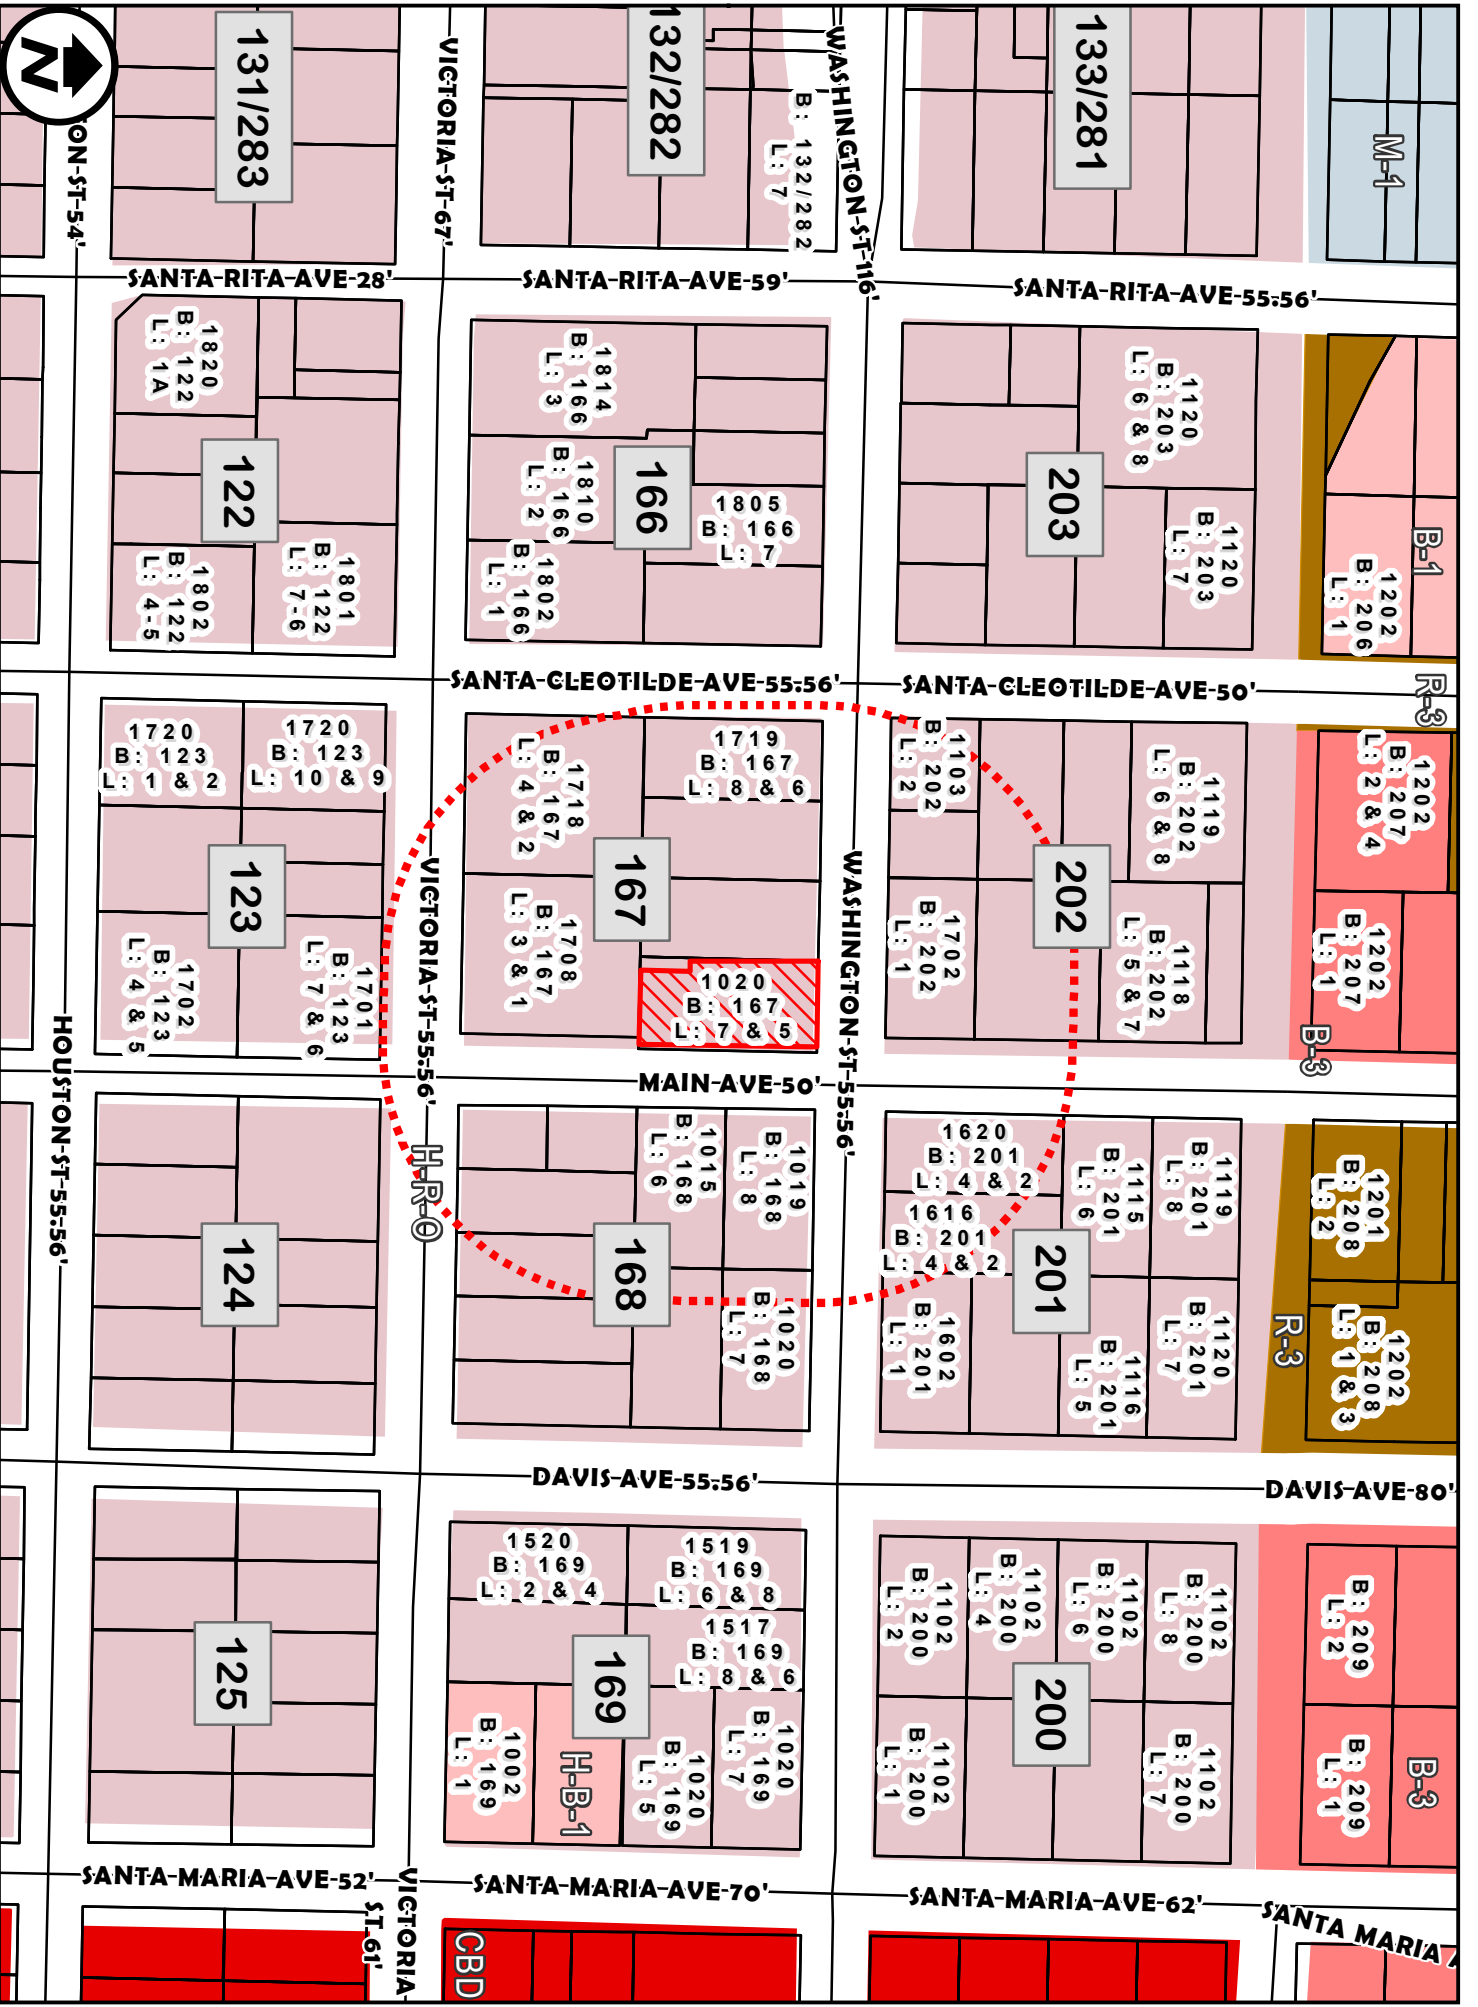 N
131/283
132/282
133/281
M-1
VICTORIA-ST-67'
WASHINGTON-ST-116'
B: 132/282
L: 7
ON-ST-54'
SANTA-RITA-AVE-28'
SANTA-RITA-AVE-59'
SANTA-RITA-AVE-55.56'
1820
B: 122
L: 1A
122
1802
B: 122
L: 4-5
1801
B: 122
L: 7-6
1814
B: 166
L: 3
1810
B: 166
L: 2
166
1805
B: 166
L: 7
1802
B: 166
L: 1
1120
B: 203
L: 6 & 8
203
1120
B: 203
L: 7
B-1
1202
B: 206
L: 1
SANTA-CLEOTILDE-AVE-55.56'
SANTA-CLEOTILDE-AVE-50'
R-3
1720
B: 123
L: 1 & 2
1720
B: 123
L: 10 & 9
123
1702
B: 123
L: 4 & 5
1701
B: 123
L: 7 & 6
VICTORIA-ST-55.56'
1718
B: 167
L: 4 & 2
1719
B: 167
L: 8 & 6
167
1708
B: 167
L: 3 & 1
1020
B: 167
L: 7 & 5
WASHINGTON-ST-55.56'
1103
B: 202
L: 2
1119
B: 202
L: 6 & 8
202
1702
B: 202
L: 1
1118
B: 202
L: 5 & 7
1202
B: 207
L: 2 & 4
1202
B: 207
L: 1
B-3
HOUSTON-ST-55.56'
MAIN-AVE-50'
124
H-R-O
1015
B: 168
L: 6
1019
B: 168
L: 8
168
1020
B: 168
L: 7
1620
B: 201
L: 4 & 2
1616
B: 201
L: 4 & 2
1115
B: 201
L: 6
1119
B: 201
L: 8
201
1602
B: 201
L: 1
1116
B: 201
L: 5
1120
B: 201
L: 7
R-3
1201
B: 208
L: 2
1202
B: 208
L: 1 & 3
DAVIS-AVE-55.56'
DAVIS-AVE-80'
125
1520
B: 169
L: 2 & 4
1519
B: 169
L: 6 & 8
1517
B: 169
L: 8 & 6
169
1002
B: 169
L: 1
H-B-1
1020
B: 169
L: 5
1020
B: 169
L: 7
1102
B: 200
L: 2
1102
B: 200
L: 4
1102
B: 200
L: 6
1102
B: 200
L: 8
200
1102
B: 200
L: 1
1102
B: 200
L: 7
B: 209
L: 2
B: 209
L: 1
B-3
SANTA-MARIA-AVE-52'
SANTA-MARIA-AVE-70'
SANTA-MARIA-AVE-62'
SANTA MARIA A
VICTORIA-
ST-61'
CBD